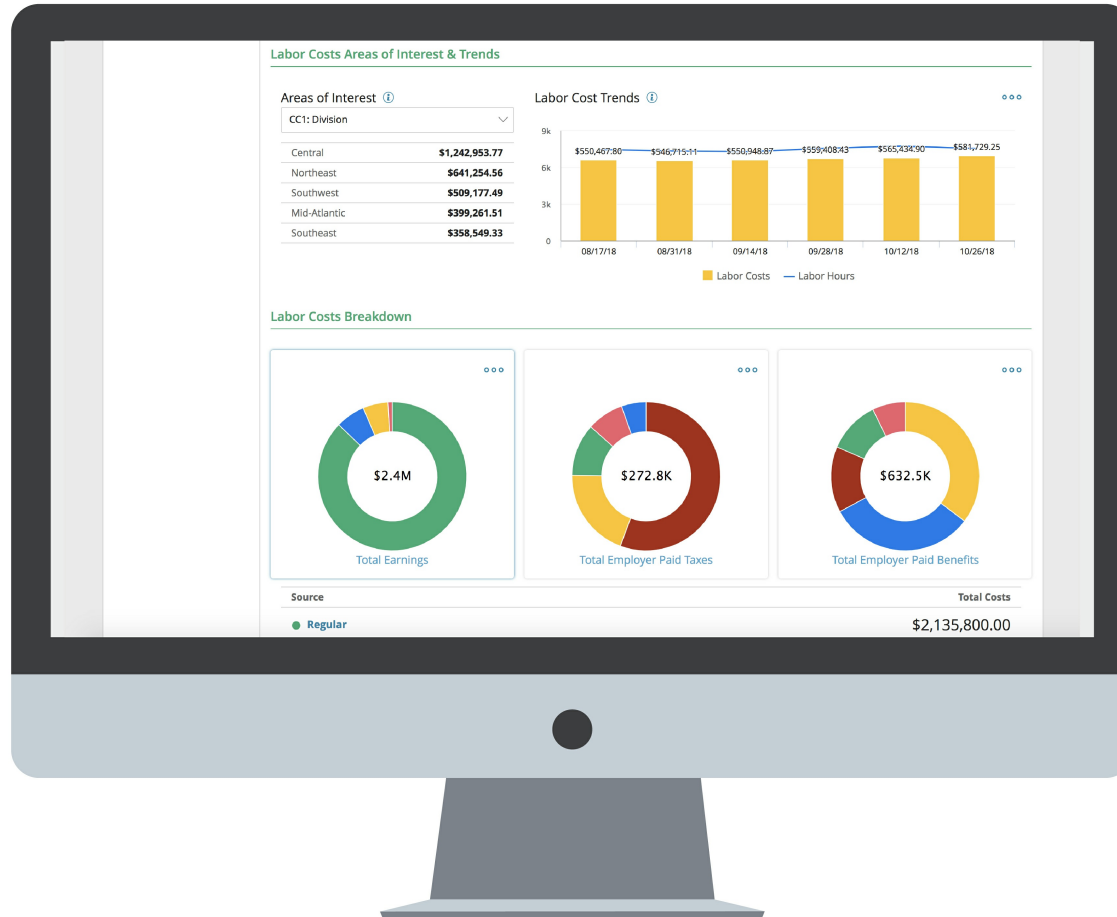 Labor Costs Areas of Interest & Trends
Areas of Interest
CC1: Division
Central $1,242,953.77
Northeast $641,254.56
Southwest $509,177.49
Mid-Atlantic $399,261.51
Southeast $358,549.33
Labor Cost Trends
9k
6k
3k
0
$550,467.80 $546,715.11 $550,948.87 $559,408.43 $565,434.90 $581,729.25
08/17/18 08/31/18 09/14/18 09/28/18 10/12/18 10/26/18
Labor Costs Labor Hours
Labor Costs Breakdown
$2.4M
Total Earnings
$272.8K
Total Employer Paid Taxes
$632.5K
Total Employer Paid Benefits
Source Total Costs
Regular $2,135,800.00